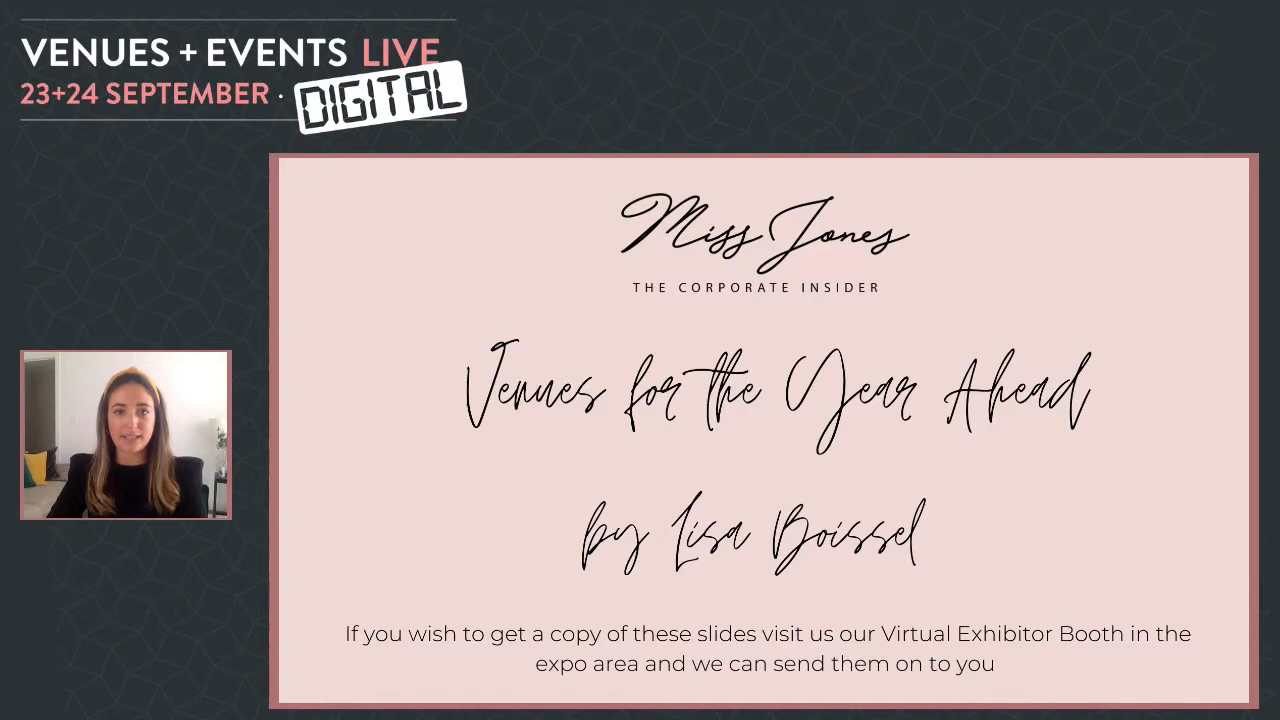 VENUES + EVENTS LIVE
23+24 SEPTEMBER · DIGITAL
Miss Jones
THE CORPORATE INSIDER
Venues for the Year Ahead
by Lisa Boissel
If you wish to get a copy of these slides visit us our Virtual Exhibitor Booth in the
expo area and we can send them on to you